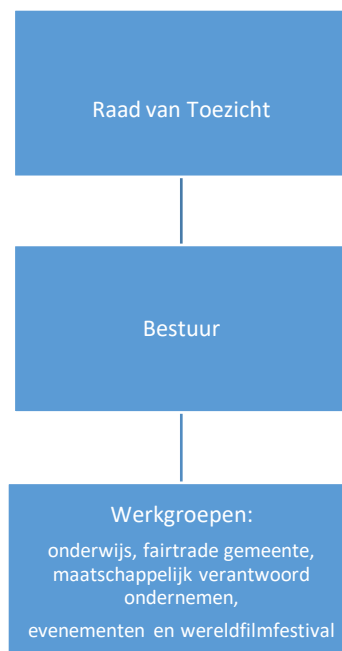 Raad van Toezicht
Bestuur
Werkgroepen:
onderwijs, fairtrade gemeente,
maatschappelijk verantwoord
ondernemen,
evenementen en wereldfilmfestival